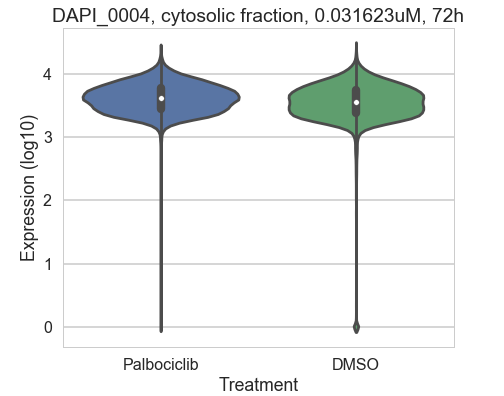 DAPI_0004, cytosolic fraction, 0.031623uM, 72h
Expression (log10)
4
3
2
1
0
Palbociclib DMSO
Treatment